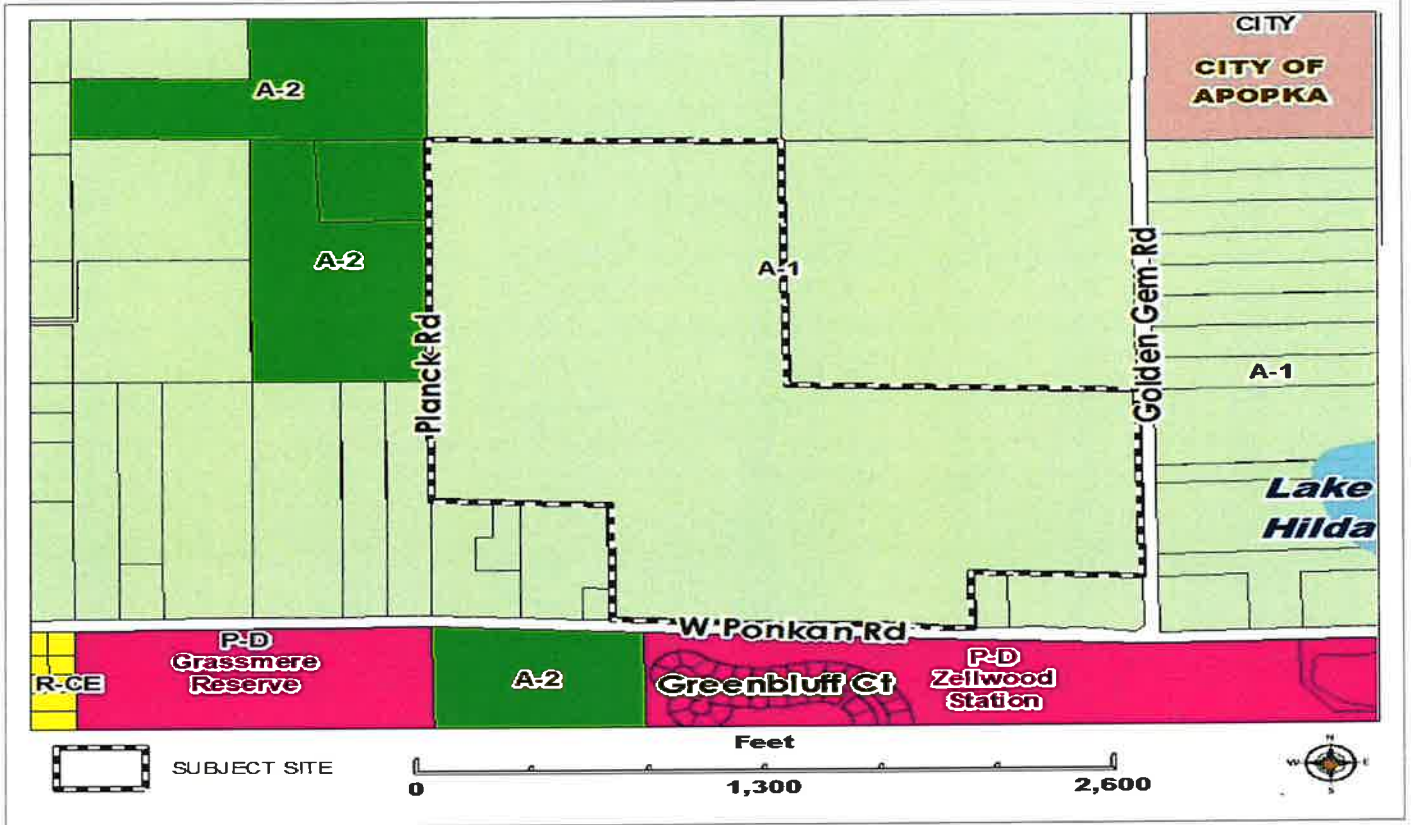 CITY
CITY OF
APOPKA
A-2
A-2
A-1
Planck Rd
Golden Gem Rd
A-1
Lake
Hilda
W Ponkan Rd
P-D
Grassmere
Reserve
R-CE
A-2
Greenbluff Ct
P-D
Zellwood
Station
SUBJECT SITE
Feet
0
1,300
2,600
N
W
E
S